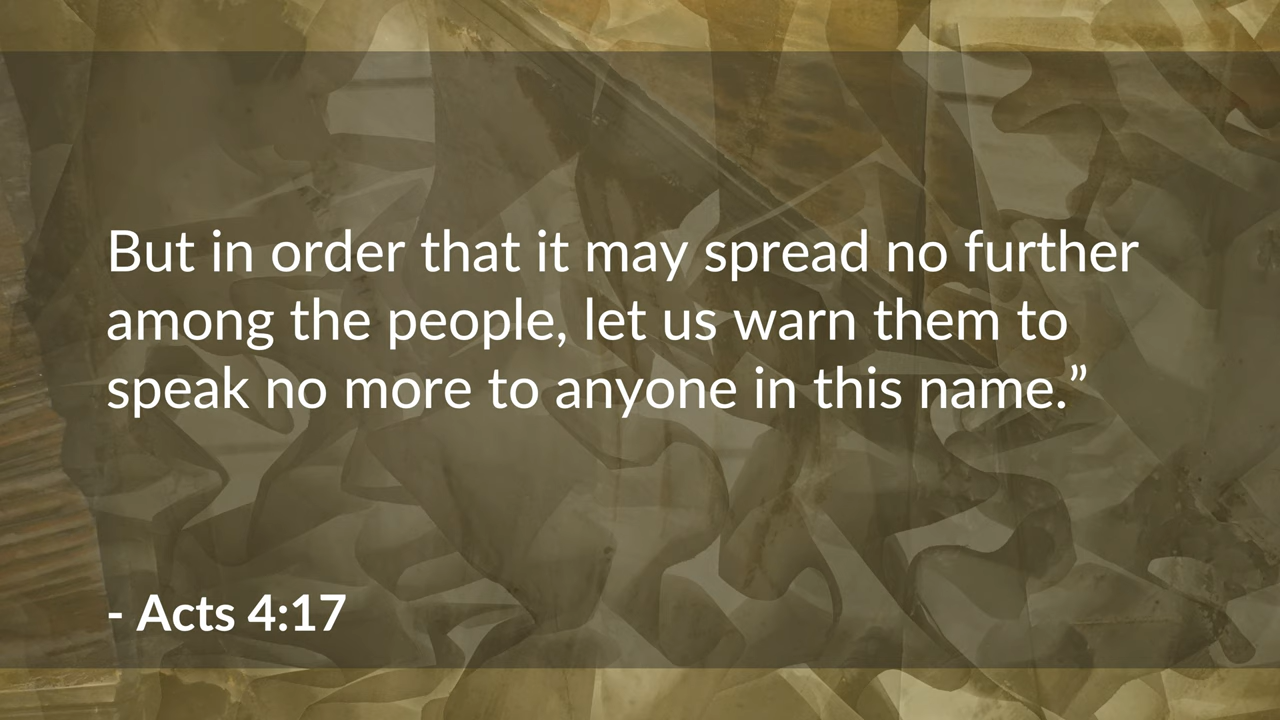 But in order that it may spread no further
among the people, let us warn them to
speak no more to anyone in this name.”
- Acts 4:17